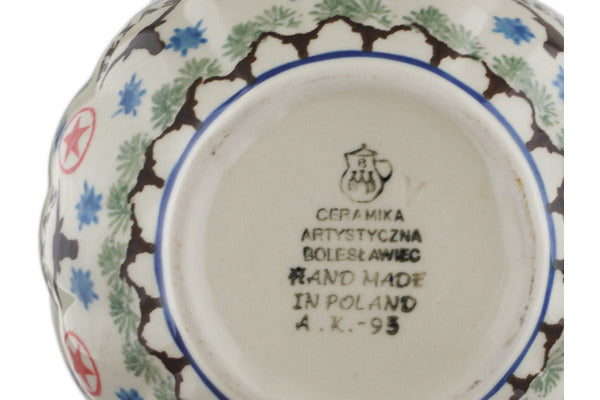 B
CERAMIKA
ARTYSTYCZNA
BOLESŁAWIEC
HAND MADE
IN POLAND
A.K.-93